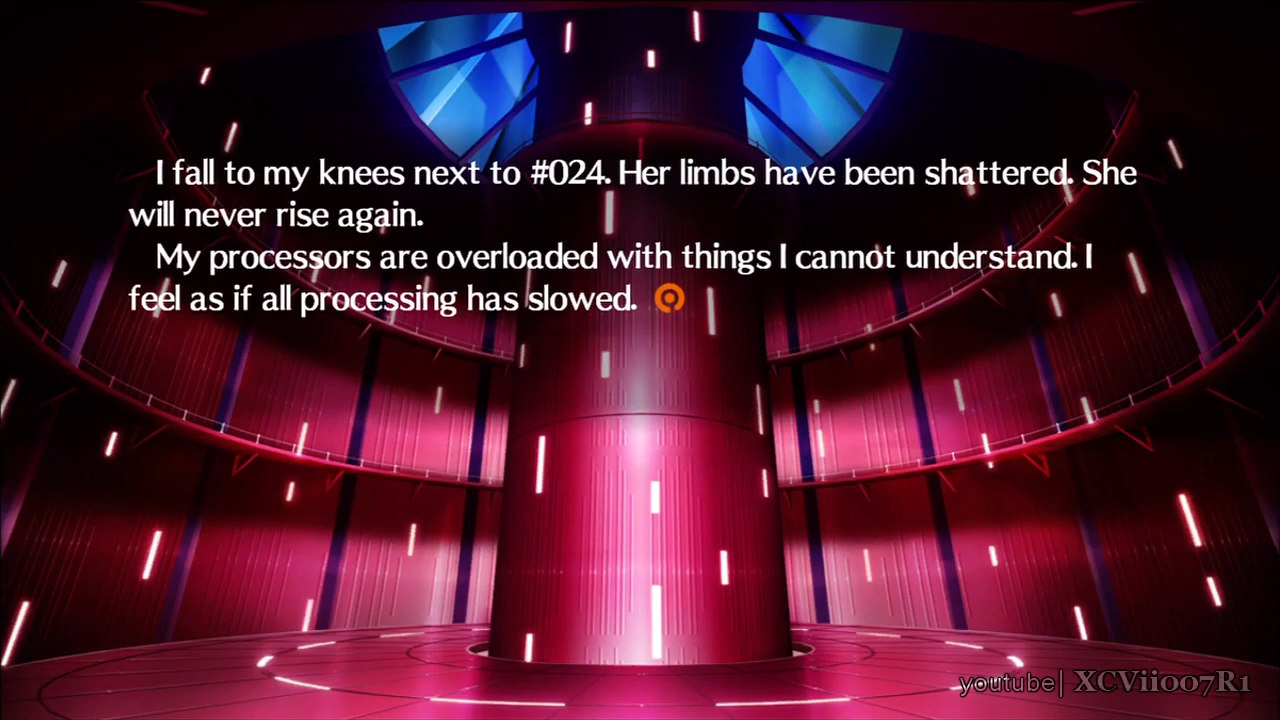 I fall to my knees next to #024. Her limbs have been shattered. She
will never rise again.
My processors are overloaded with things I cannot understand. I
feel as if all processing has slowed.
youtube| XCViioo7R1